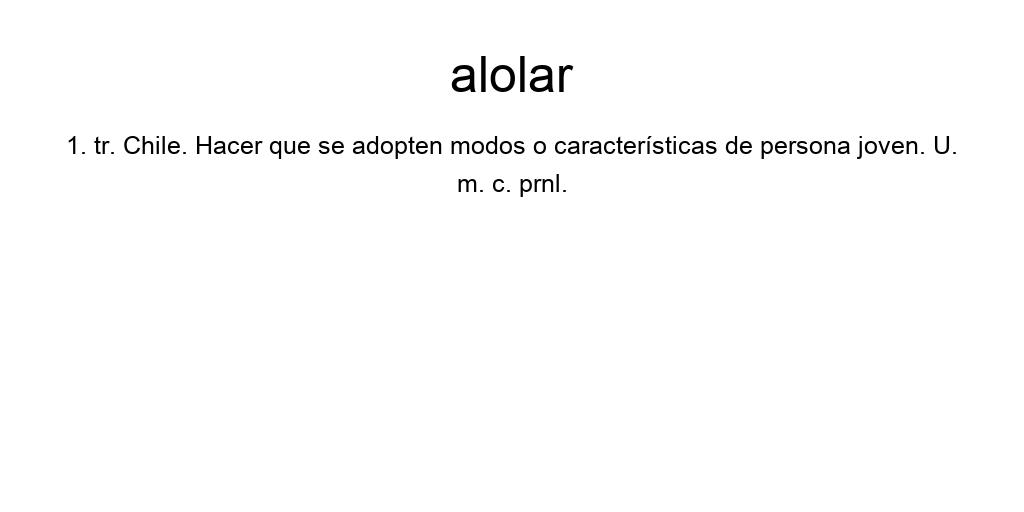 alolar
1. tr. Chile. Hacer que se adopten modos o características de persona joven. U.
m. c. prnl.